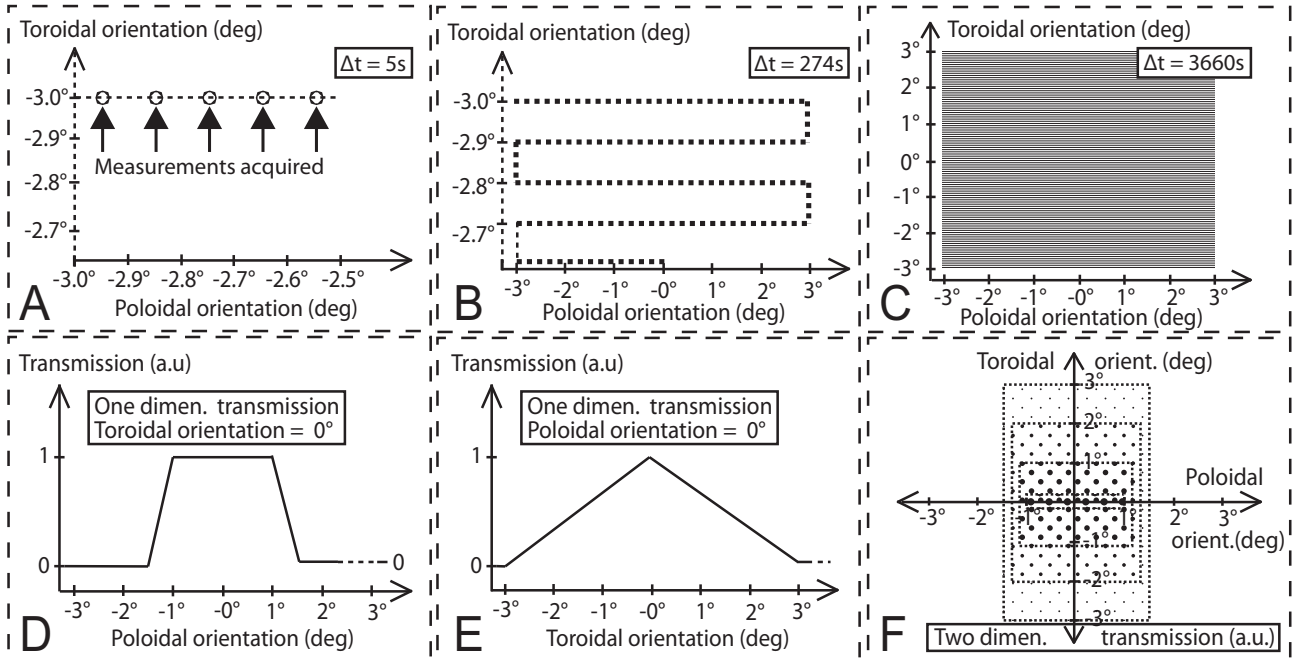 Toroidal orientation (deg)
Δt = 5s
-3.0°
-2.9°
-2.8°
-2.7°
Measurements acquired
-3.0° -2.9° -2.8° -2.7° -2.6° -2.5°
Poloidal orientation (deg)
A
Toroidal orientation (deg)
Δt = 274s
-3.0°
-2.9°
-2.8°
-2.7°
-3° -2° -1° -0° 1° 2° 3°
Poloidal orientation (deg)
B
Toroidal orientation (deg)
Δt = 3660s
3°
2°
1°
0°
-1°
-2°
-3°
-3° -2° -1° -0° 1° 2° 3°
Poloidal orientation (deg)
C
Transmission (a.u)
One dimen. transmission
Toroidal orientation = 0°
1
0
0
-3° -2° -1° -0° 1° 2° 3°
Poloidal orientation (deg)
D
Transmission (a.u)
One dimen. transmission
Poloidal orientation = 0°
1
0
-3° -2° -1° -0° 1° 2° 3°
Toroidal orientation (deg)
E
Toroidal orient. (deg)
3°
2°
1°
Poloidal
-3° -2° -1° 1° 2° 3°
orient.(deg)
-1°
-2°
-3°
Two dimen. transmission (a.u.)
F